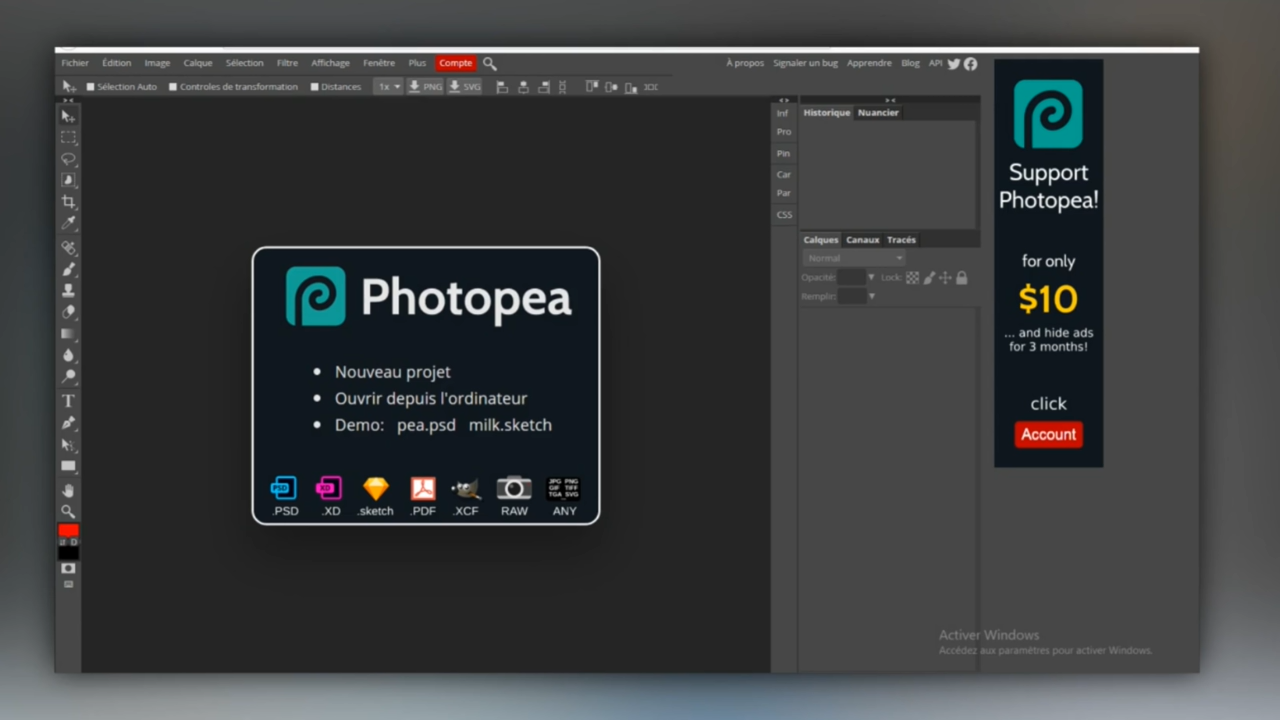 Fichier Édition Image Calque Sélection Filtre Affichage Fenêtre Plus Compte
À propos Signaler un bug Apprendre Blog API
Sélection Auto Controles de transformation Distances 1x PNG SVG
Inf
Pro
Pin
Car
Par
CSS
Historique Nuancier
Calques Canaux Tracés
Normal
Opacité: Lock:
Remplir:
Photopea
Nouveau projet
Ouvrir depuis l'ordinateur
Demo: pea.psd milk.sketch
PSD XD
JPG PNG
GIF TIFF
TGA SVG
.PSD .XD .sketch .PDF .XCF RAW ANY
T
D
Support
Photopea!
for only
$10
... and hide ads
for 3 months!
click
Account
Activer Windows
Accédez aux paramètres pour activer Windows.